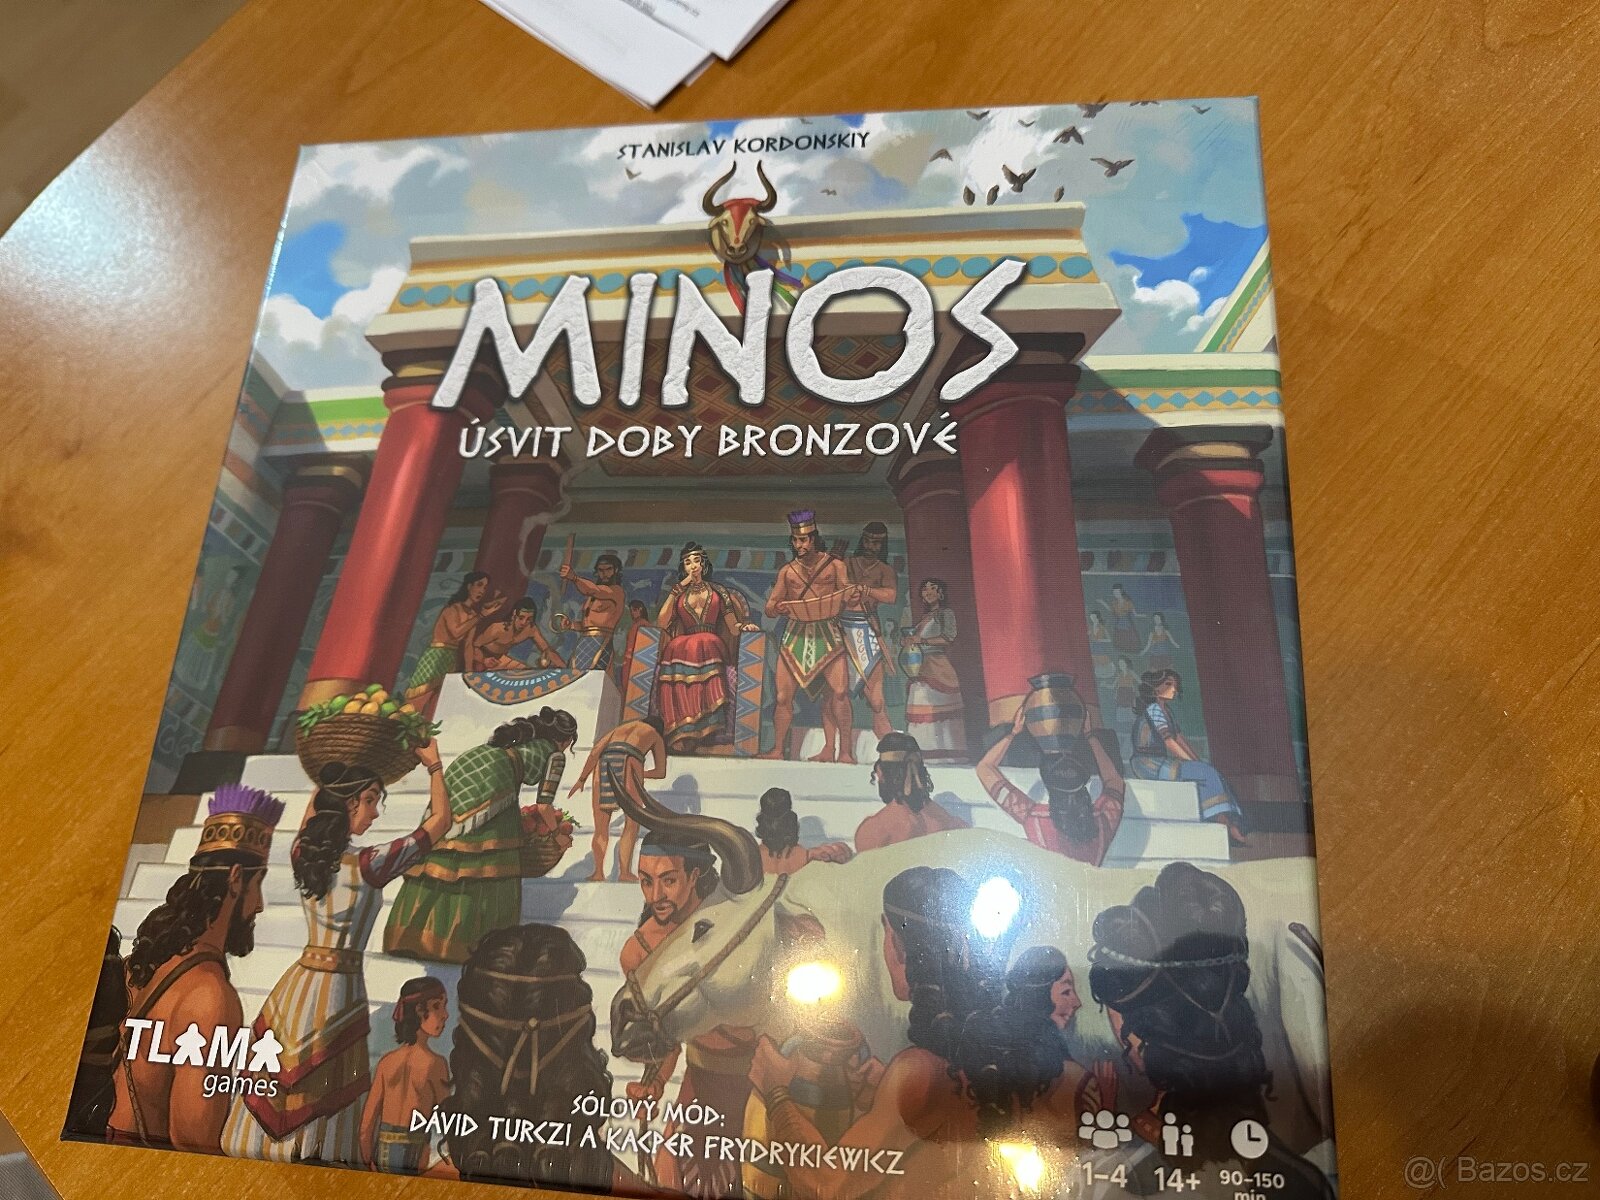 STANISLAV KORDONSKIY
MINOS
ÚSVIT DOBY BRONZOVÉ
TLAMA
games
SÓLOVÝ MÓD:
DÁVID TURCZI A KACPER FRYDRYKIEWICZ
1–4 14+ 90–150
min
@( Bazos.cz